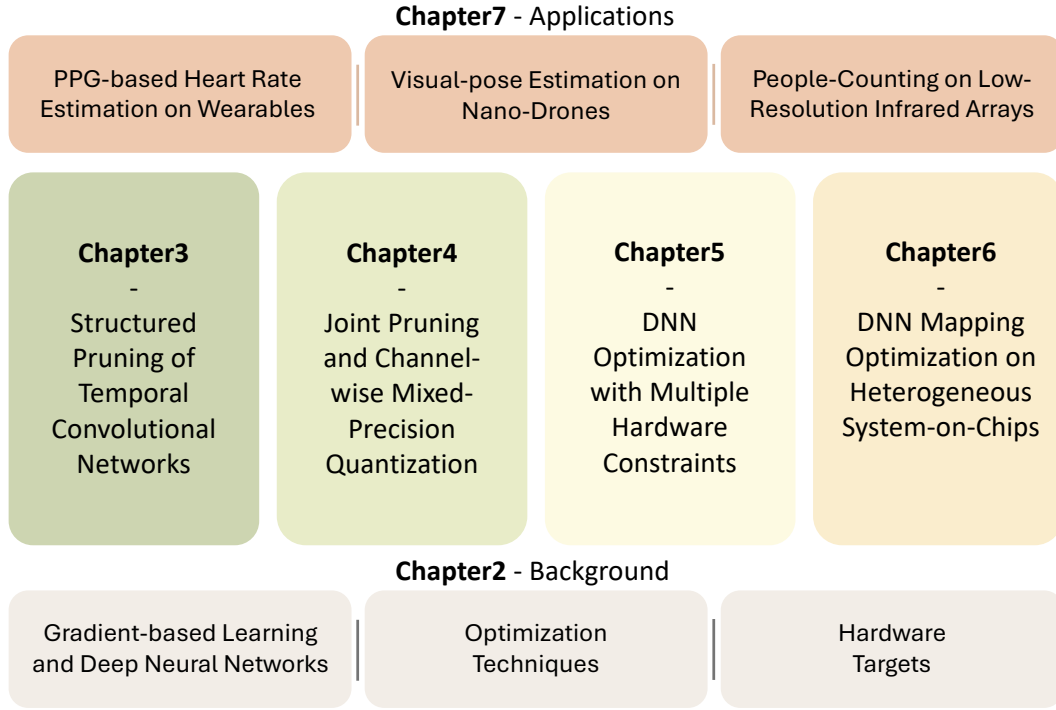 Chapter7 - Applications
PPG-based Heart Rate
Estimation on Wearables
Visual-pose Estimation on
Nano-Drones
People-Counting on Low-
Resolution Infrared Arrays
Chapter3
-
Structured
Pruning of
Temporal
Convolutional
Networks
Chapter4
-
Joint Pruning
and Channel-
wise Mixed-
Precision
Quantization
Chapter5
-
DNN
Optimization
with Multiple
Hardware
Constraints
Chapter6
-
DNN Mapping
Optimization on
Heterogeneous
System-on-Chips
Chapter2 - Background
Gradient-based Learning
and Deep Neural Networks
Optimization
Techniques
Hardware
Targets